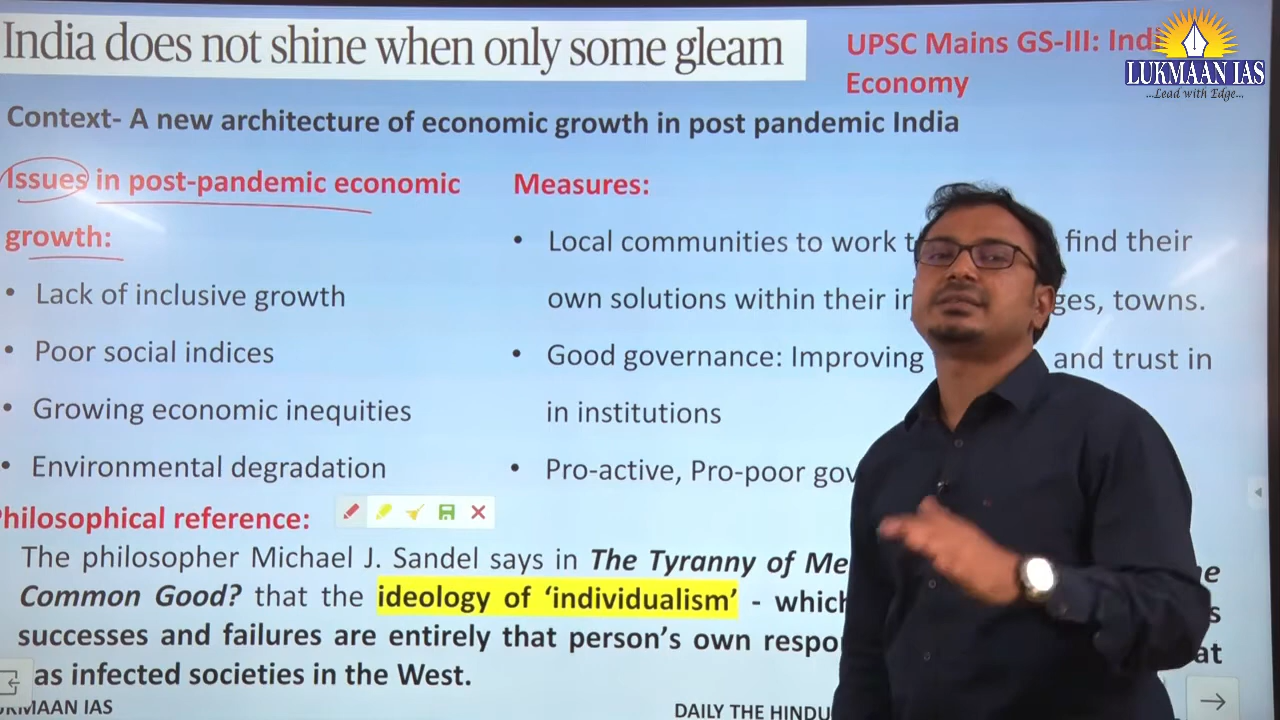 India does not shine when only some gleam
UPSC Mains GS-III: Ind
Economy
LUKMAAN IAS
...Lead with Edge...
Context- A new architecture of economic growth in post pandemic India
Issues in post-pandemic economic
growth:
• Lack of inclusive growth
• Poor social indices
• Growing economic inequities
• Environmental degradation
Measures:
• Local communities to work t find their
own solutions within their in ges, towns.
• Good governance: Improving and trust in
in institutions
• Pro-active, Pro-poor gov
Philosophical reference:
The philosopher Michael J. Sandel says in The Tyranny of Me e
Common Good? that the ideology of ‘individualism’ - which s
successes and failures are entirely that person’s own respo at
as infected societies in the West.
KMAAN IAS
DAILY THE HINDU